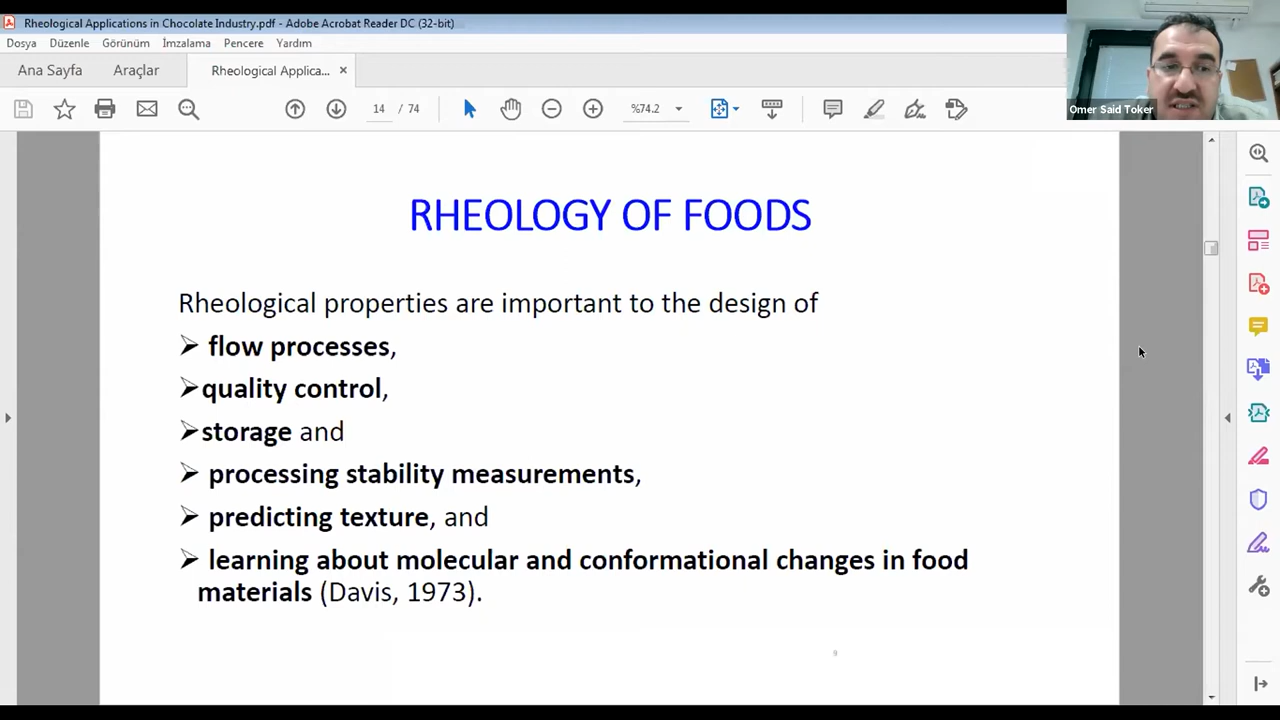 Rheological Applications in Chocolate Industry.pdf - Adobe Acrobat Reader DC (32-bit)
Dosya Düzenle Görünüm İmzalama Pencere Yardım
Ana Sayfa Araçlar Rheological Applica... ×
14 / 74 %74.2
Omer Said Toker
RHEOLOGY OF FOODS
Rheological properties are important to the design of
➢ flow processes,
➢ quality control,
➢ storage and
➢ processing stability measurements,
➢ predicting texture, and
➢ learning about molecular and conformational changes in food
materials (Davis, 1973).
9